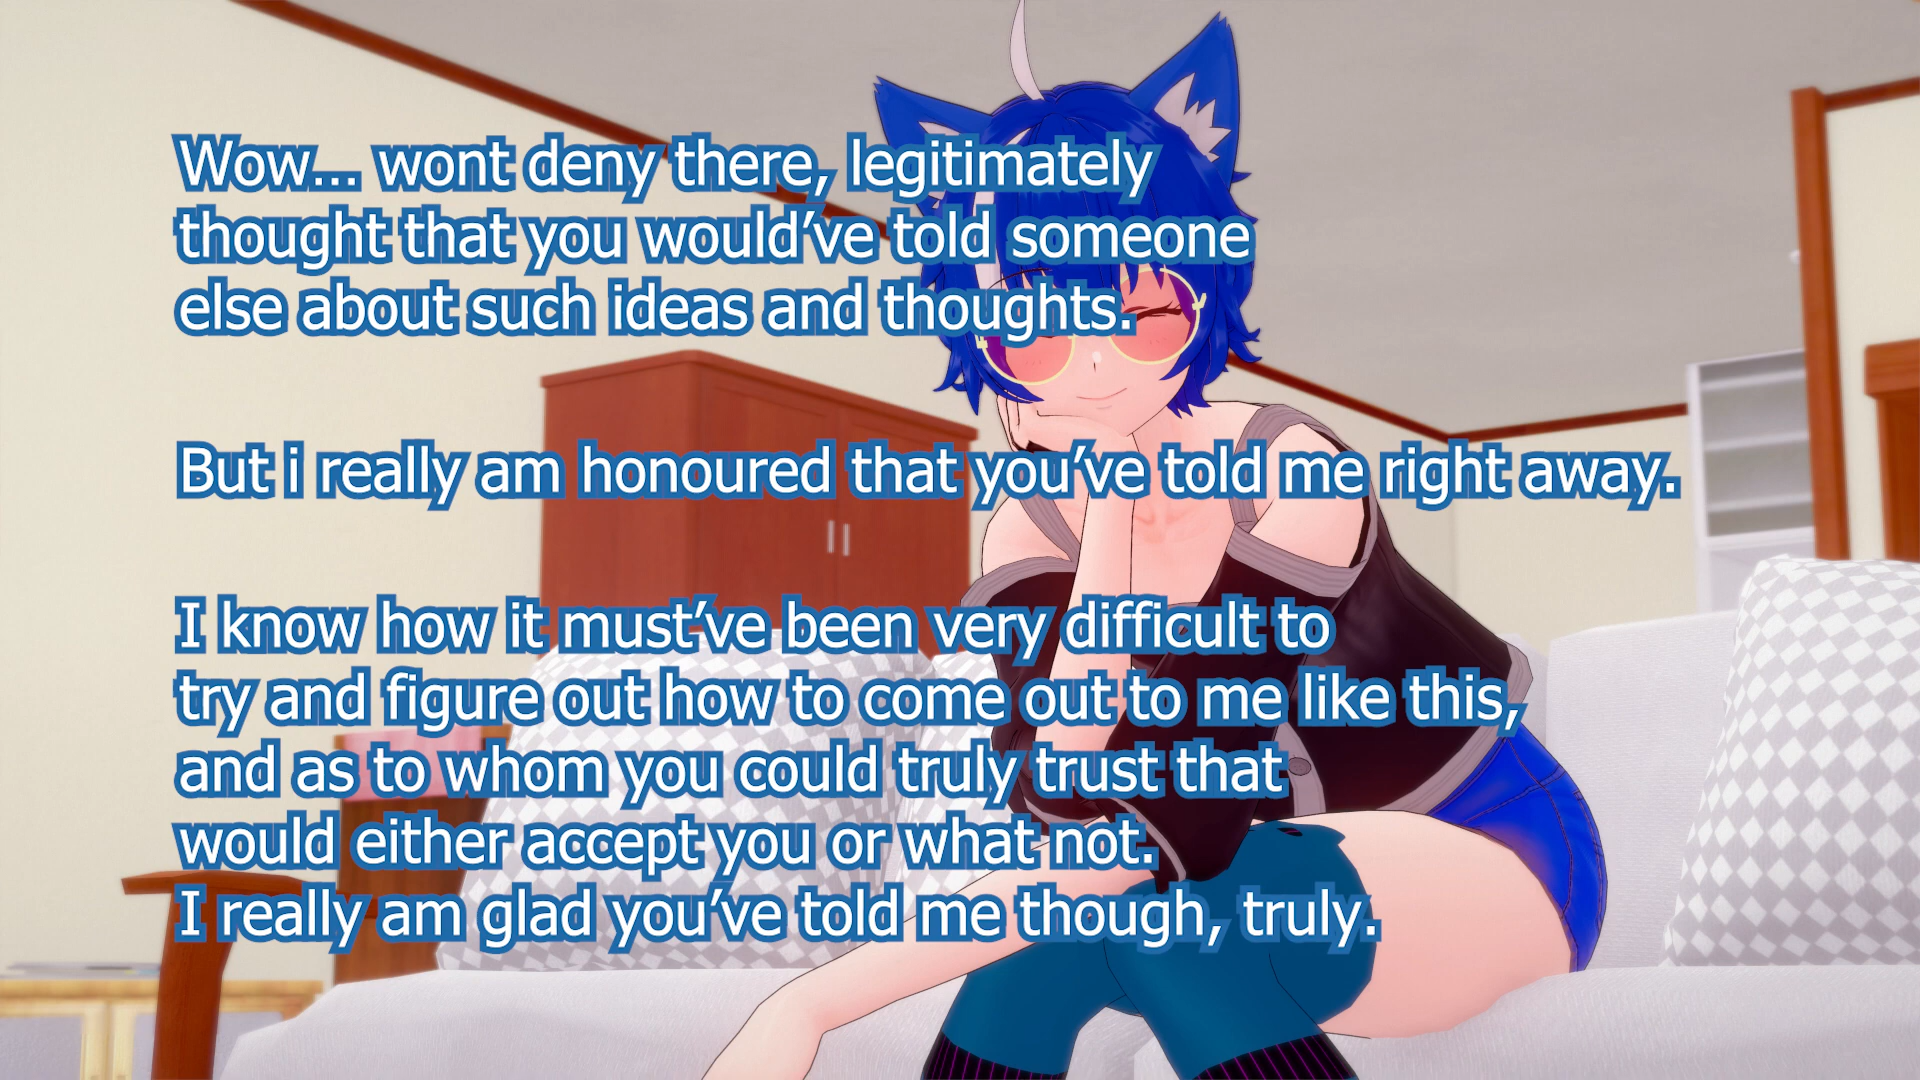 Wow... wont deny there, legitimately
thought that you would've told someone
else about such ideas and thoughts.
But i really am honoured that you've told me right away.
I know how it must've been very difficult to
try and figure out how to come out to me like this,
and as to whom you could truly trust that
would either accept you or what not.
I really am glad you've told me though, truly.